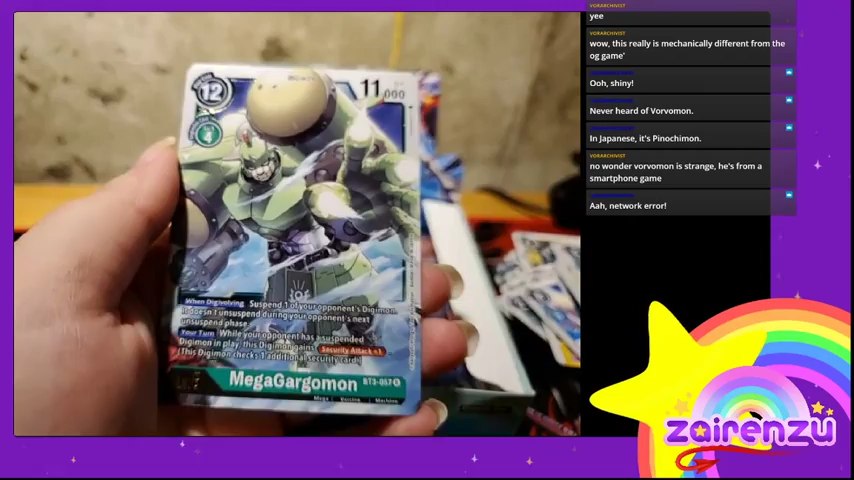 12
11
000
4
When Digivolving Suspend 1 of your opponent's Digimon.
It doesn't unsuspend during your opponent's next
unsuspend phase.
Your Turn While your opponent has a suspended
Digimon in play, this Digimon gains Security Attack +1
(This Digimon checks 1 additional security card.)
MegaGargomon BT3-057 R
Mega Vaccine Machine
VORARCHIVIST
yee
VORARCHIVIST
wow, this really is mechanically different from the
og game'
Ooh, shiny!
Never heard of Vorvomon.
In Japanese, it's Pinochimon.
VORARCHIVIST
no wonder vorvomon is strange, he's from a
smartphone game
Aah, network error!
zairenzu